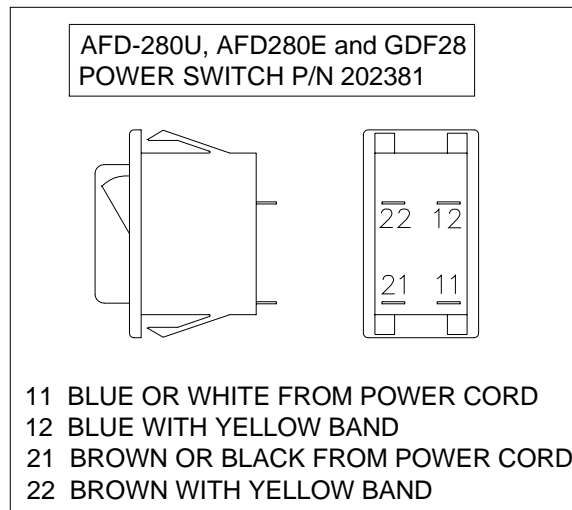 AFD-280U, AFD280E and GDF28
POWER SWITCH P/N 202381
22 12
21 11
11 BLUE OR WHITE FROM POWER CORD
12 BLUE WITH YELLOW BAND
21 BROWN OR BLACK FROM POWER CORD
22 BROWN WITH YELLOW BAND